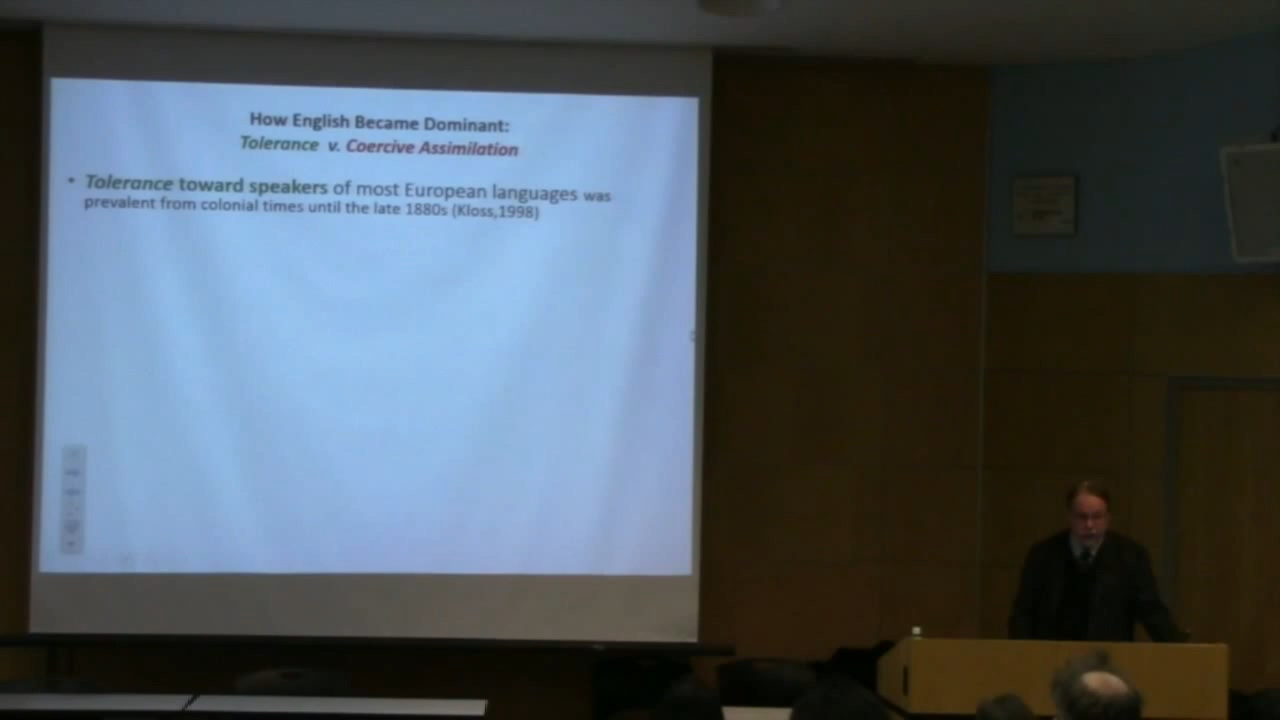 How English Became Dominant:
Tolerance v. Coercive Assimilation
• Tolerance toward speakers of most European languages was
prevalent from colonial times until the late 1880s (Kloss,1998)